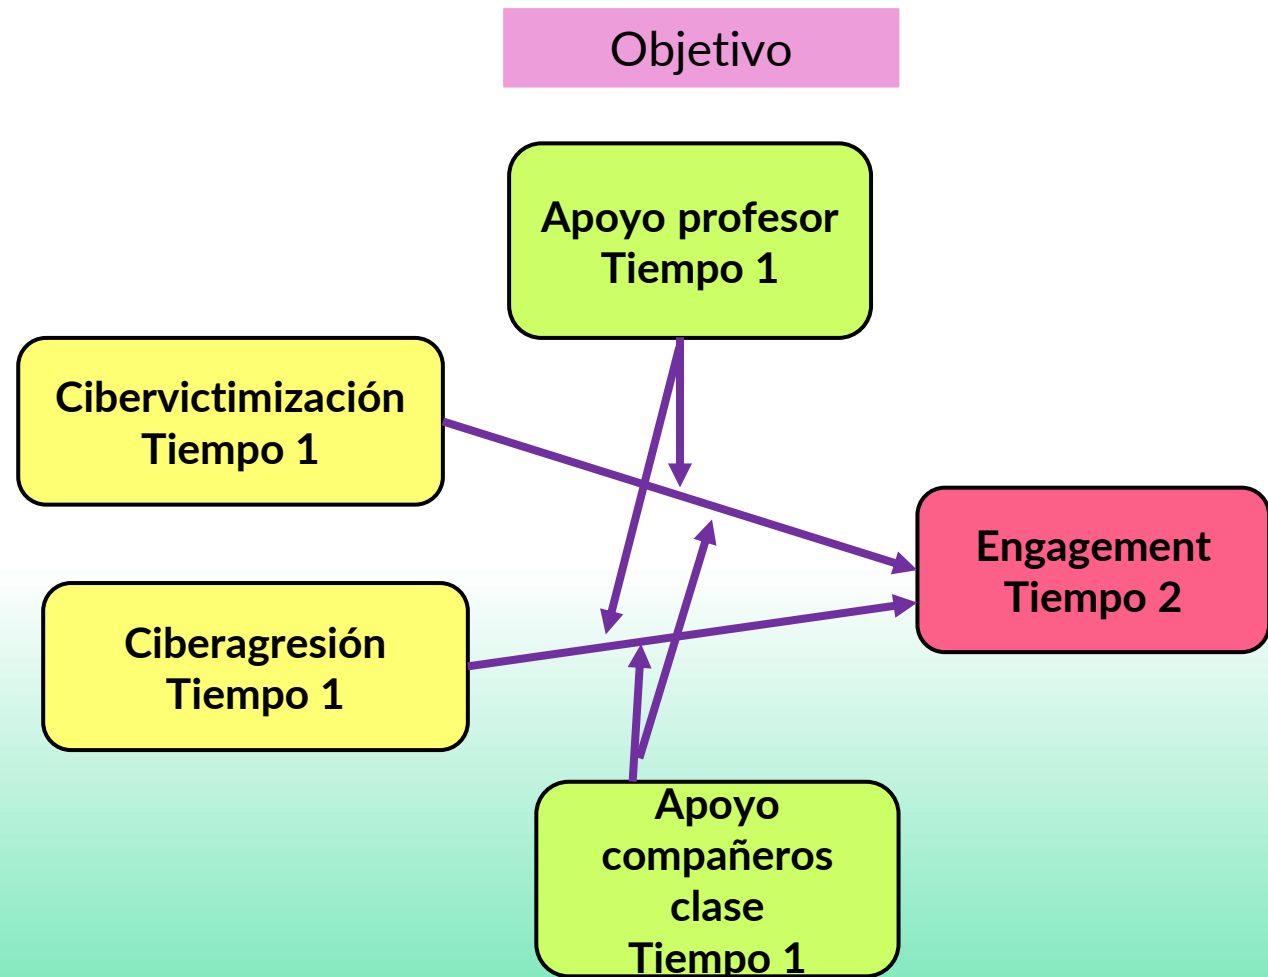 Objetivo
Apoyo profesor
Tiempo 1
Cibervictimización
Tiempo 1
Engagement
Tiempo 2
Ciberagresión
Tiempo 1
Apoyo
compañeros
clase
Tiempo 1